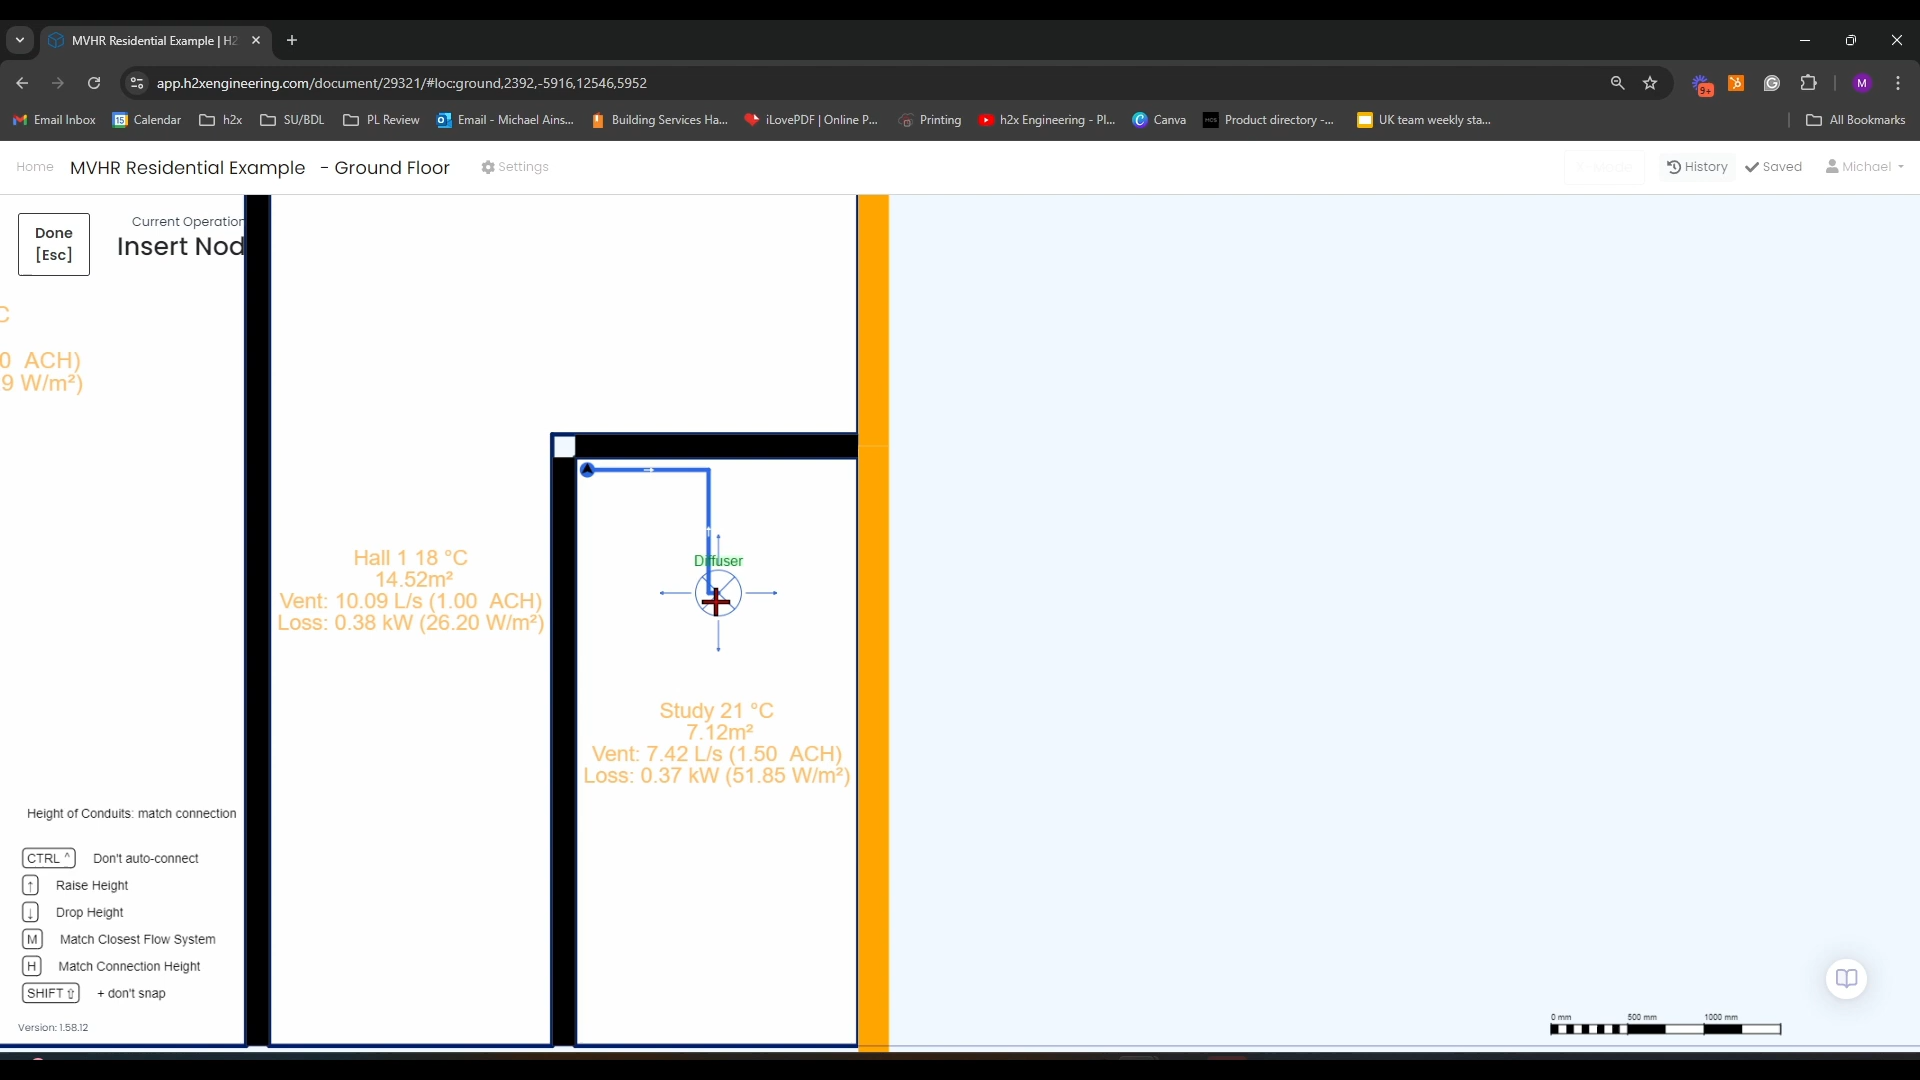 MVHR Residential Example | H2
app.h2xengineering.com/document/29321/#loc:ground,2392,-5916,12546,5952
9+
M
Email Inbox
15
Calendar
h2x
SU/BDL
PL Review
Email - Michael Ains...
Building Services Ha...
iLovePDF | Online P...
Printing
h2x Engineering - Pl...
Canva
Product directory -...
UK team weekly sta...
All Bookmarks
Home
MVHR Residential Example - Ground Floor
Settings
History
Saved
Michael
Done
[Esc]
Current Operation
Insert Nod
C
0 ACH)
9 W/m²)
Diffuser
Hall 1 18 °C
14.52m²
Vent: 10.09 L/s (1.00 ACH)
Loss: 0.38 kW (26.20 W/m²)
Study 21 °C
7.12m²
Vent: 7.42 L/s (1.50 ACH)
Loss: 0.37 kW (51.85 W/m²)
Height of Conduits: match connection
CTRL ^ Don't auto-connect
↑ Raise Height
↓ Drop Height
M Match Closest Flow System
H Match Connection Height
SHIFT ⇧ + don't snap
Version: 1.58.12
0 mm 500 mm 1000 mm